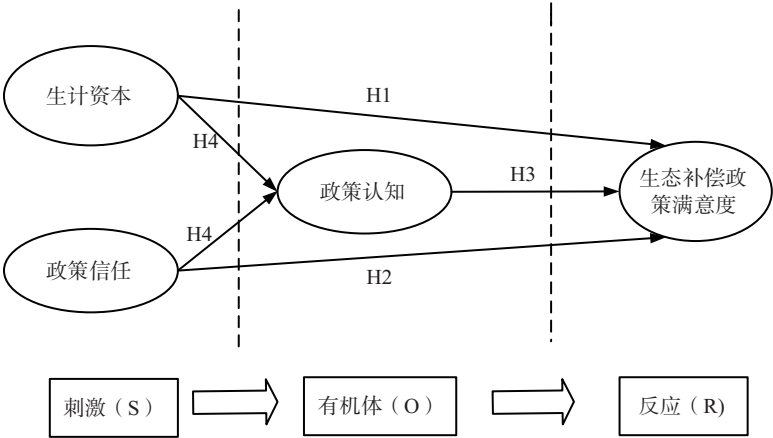 生计资本
H1
H4
政策认知
H3
生态补偿政
策满意度
H4
政策信任
H2
刺激（S）
有机体（O）
反应（R)